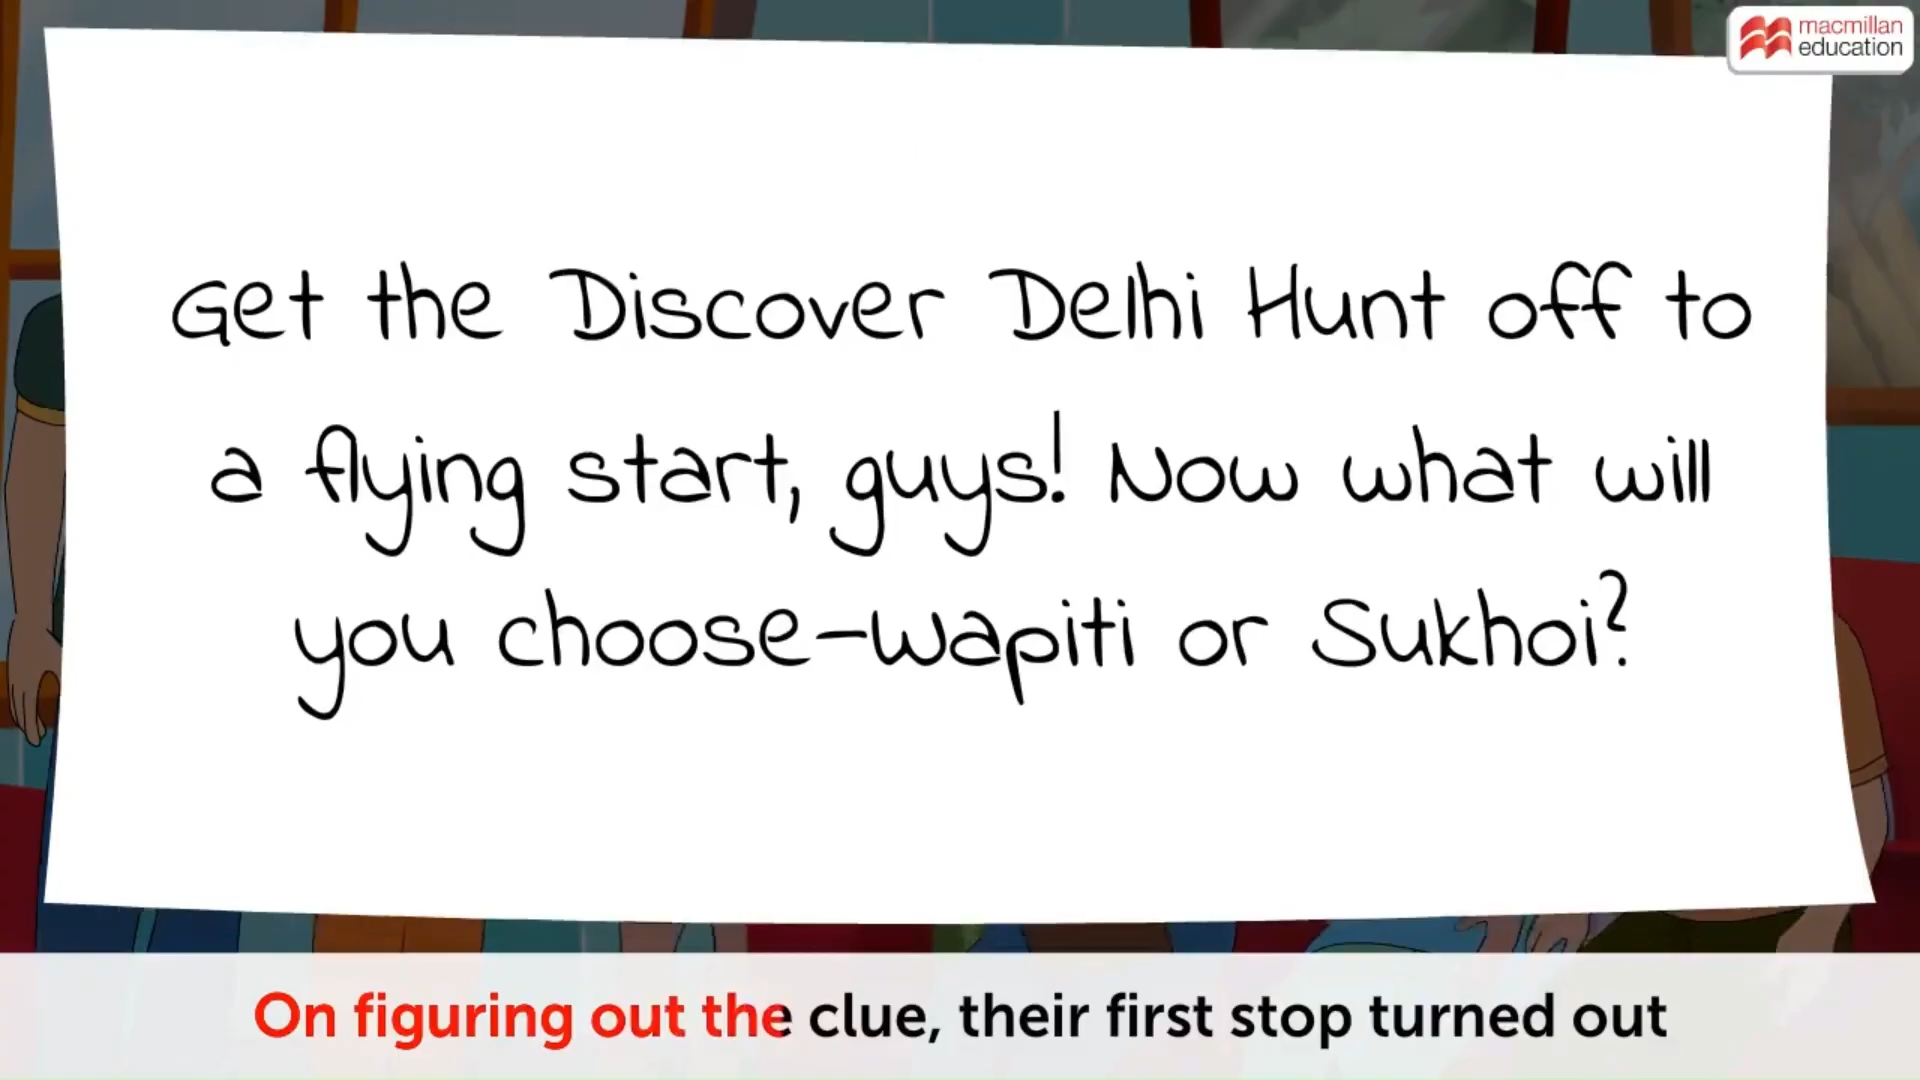 macmillan
education
Get the Discover Delhi Hunt off to
a flying start, guys! Now what will
you choose-Wapiti or Sukhoi?
On figuring out the clue, their first stop turned out